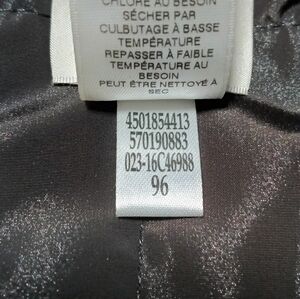 CHLORE AU BESOIN
SÉCHER PAR
CULBUTAGE À BASSE
TEMPÉRATURE
REPASSER À FAIBLE
TEMPÉRATURE AU
BESOIN
PEUT ÊTRE NETTOYÉ À
SEC
4501854413
570190883
023-16C46988
96